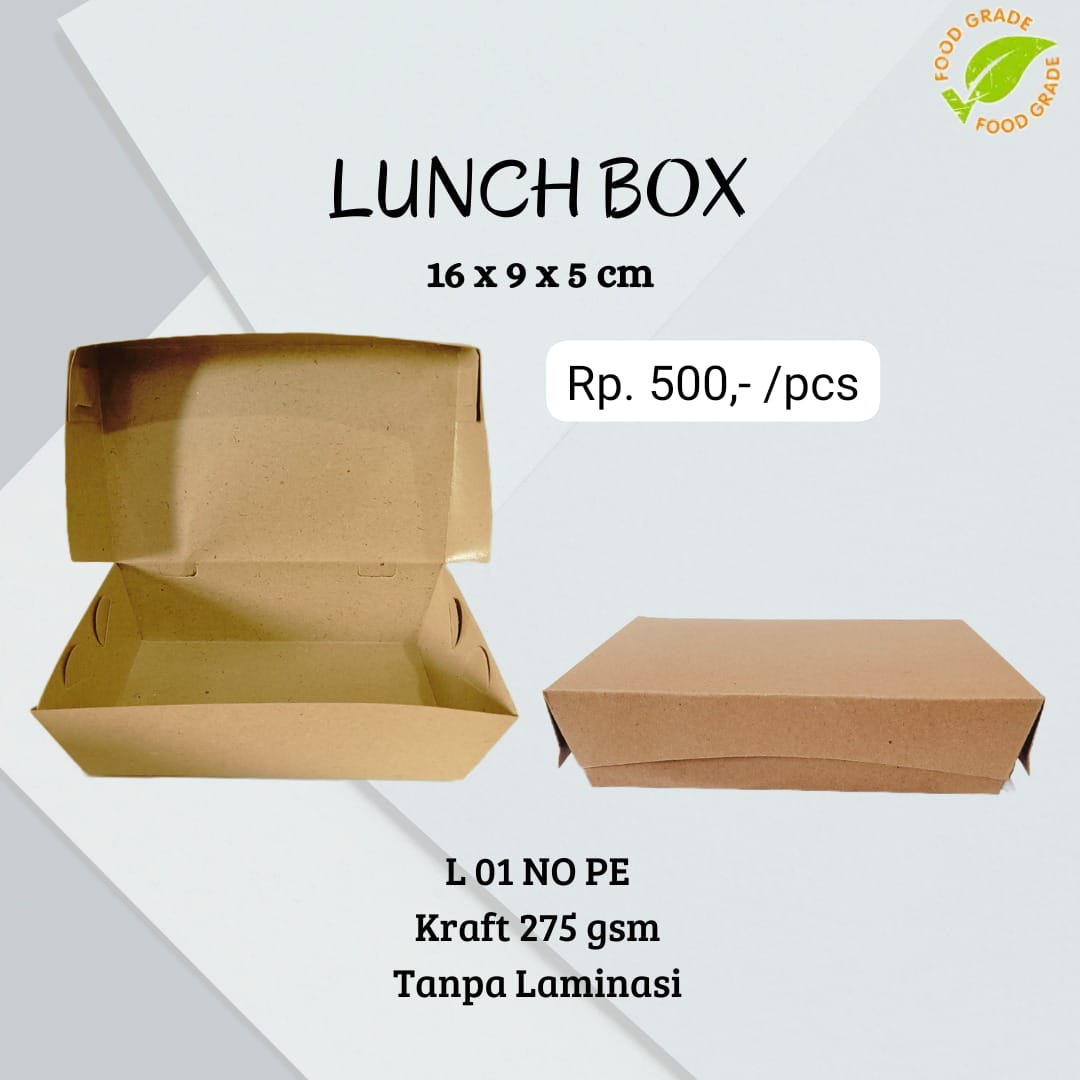 FOOD GRADE
FOOD GRADE
LUNCH BOX
16 x 9 x 5 cm
Rp. 500,- /pcs
L 01 NO PE
Kraft 275 gsm
Tanpa Laminasi